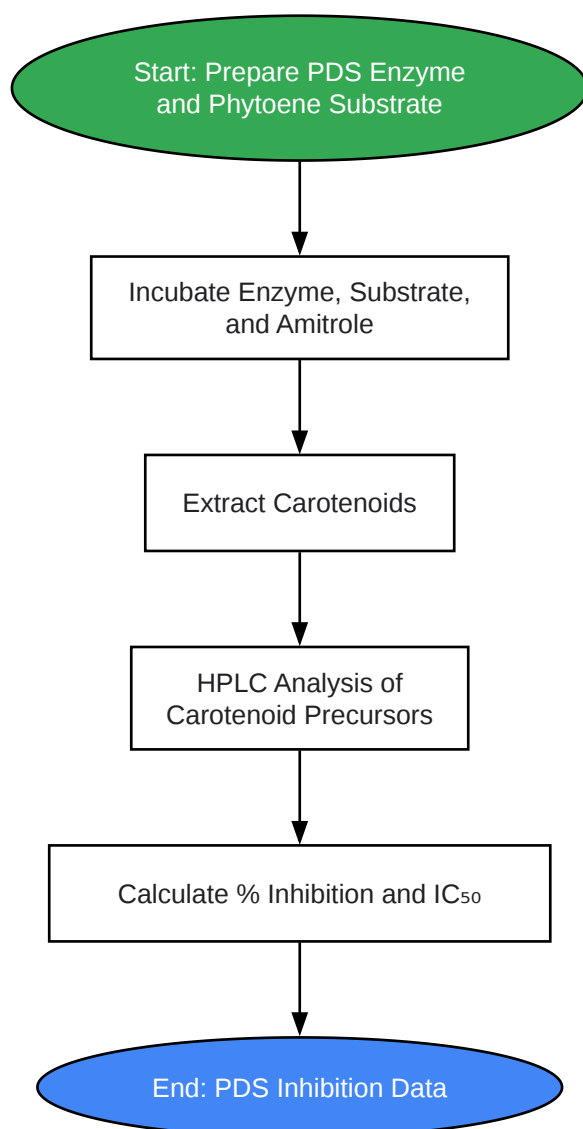 Start: Prepare PDS Enzyme
and Phytoene Substrate
Incubate Enzyme, Substrate,
and Amitrole
Extract Carotenoids
HPLC Analysis of
Carotenoid Precursors
Calculate % Inhibition and IC₅₀
End: PDS Inhibition Data